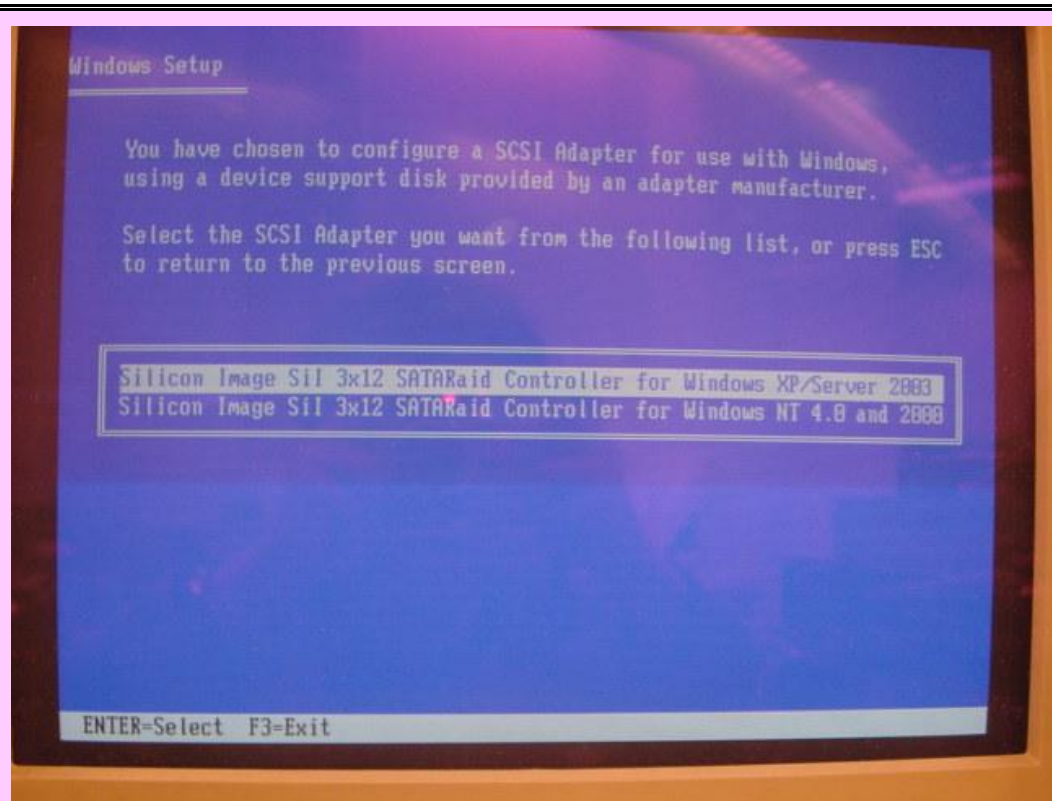 Windows Setup
You have chosen to configure a SCSI Adapter for use with Windows,
using a device support disk provided by an adapter manufacturer.
Select the SCSI Adapter you want from the following list, or press ESC
to return to the previous screen.
Silicon Image SiI 3x12 SATARaid Controller for Windows XP/Server 2003
Silicon Image SiI 3x12 SATARaid Controller for Windows NT 4.0 and 2000
ENTER=Select F3=Exit